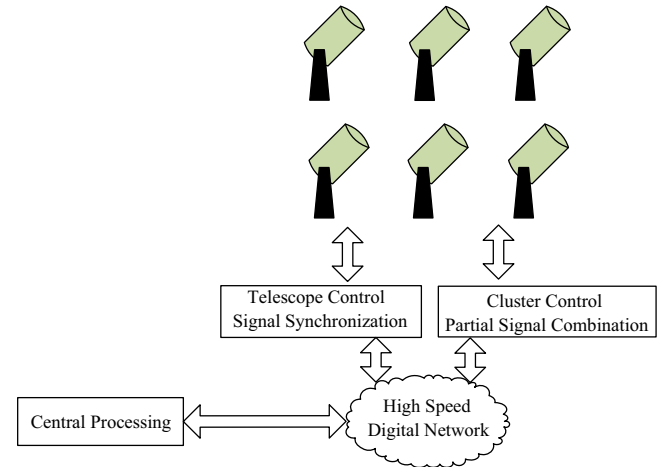 Telescope Control
Signal Synchronization
Cluster Control
Partial Signal Combination
High Speed
Digital Network
Central Processing